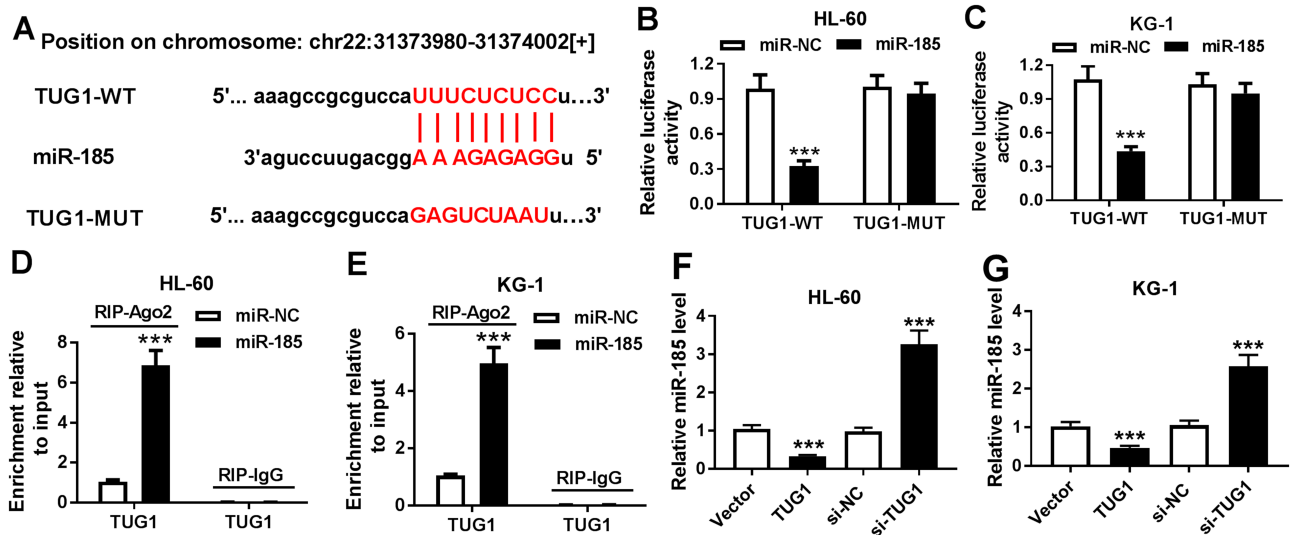 A Position on chromosome: chr22:31373980-31374002[+]
TUG1-WT 5'... aaagccgcguccaUUUCUCUCCu...3'
miR-185 3'aguccuugacggAAAGAGAGGu 5'
TUG1-MUT 5'... aaagccgcguccaGAGUCUAAUu...3'
B
HL-60
miR-NC miR-185
Relative luciferase activity
1.2
0.9
0.6
0.3
0.0
***
TUG1-WT TUG1-MUT
C
KG-1
miR-NC miR-185
Relative luciferase activity
1.2
0.9
0.6
0.3
0.0
***
TUG1-WT TUG1-MUT
D
HL-60
RIP-Ago2
miR-NC
miR-185
Enrichment relative to input
8
6
4
2
0
***
RIP-IgG
TUG1 TUG1
E
KG-1
RIP-Ago2
miR-NC
miR-185
Enrichment relative to input
6
4
2
0
***
RIP-IgG
TUG1 TUG1
F
HL-60
Relative miR-185 level
4
3
2
1
0
***
***
Vector TUG1 si-NC si-TUG1
G
KG-1
Relative miR-185 level
4
3
2
1
0
***
***
Vector TUG1 si-NC si-TUG1